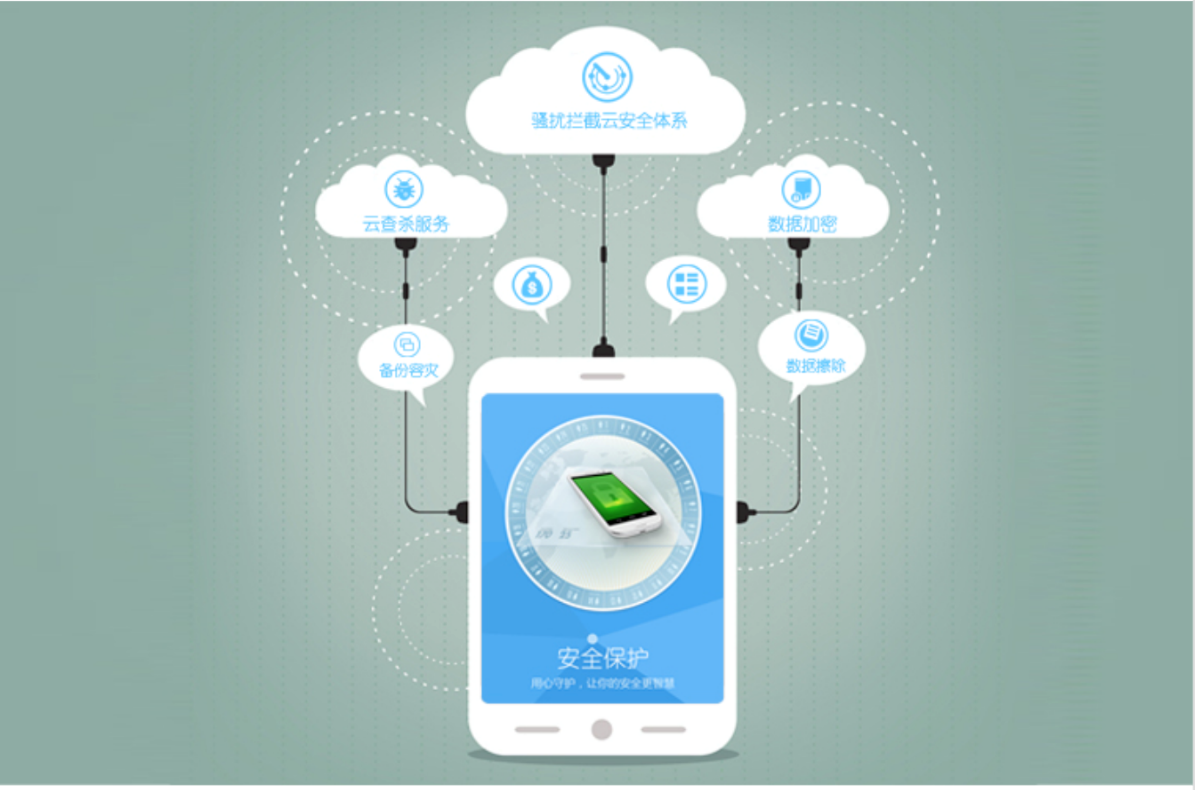 骚扰拦截云安全体系
云查杀服务
数据加密
备份容灾
数据擦除
安全保护
用心守护，让你的安全更智慧